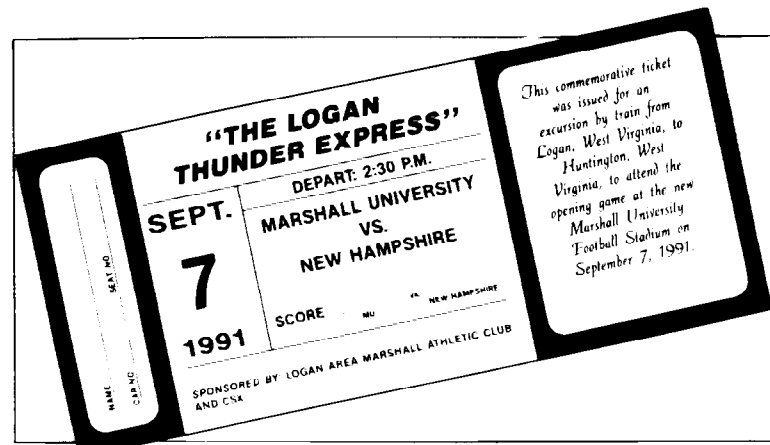 NAME
CAR NO. SEAT NO.
"THE LOGAN
THUNDER EXPRESS"
SEPT.
7
1991
DEPART: 2:30 P.M.
MARSHALL UNIVERSITY
VS.
NEW HAMPSHIRE
SCORE MU VS. NEW HAMPSHIRE
SPONSORED BY LOGAN AREA MARSHALL ATHLETIC CLUB
AND CSX
This commemorative ticket
was issued for an
excursion by train from
Logan, West Virginia, to
Huntington, West
Virginia, to attend the
opening game at the new
Marshall University
Football Stadium on
September 7, 1991.